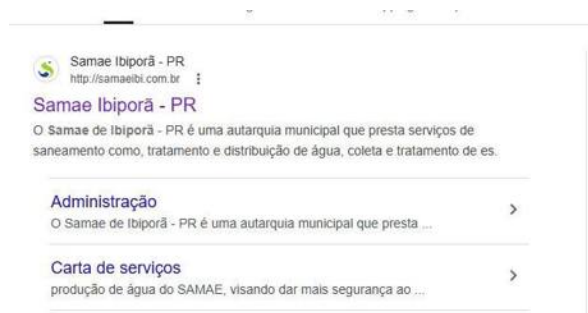 Samae Ibiporã - PR
http://samaeibi.com.br
Samae Ibiporã - PR
O Samae de Ibiporã - PR é uma autarquia municipal que presta serviços de
saneamento como, tratamento e distribuição de água, coleta e tratamento de es.
Administração
O Samae de Ibiporã - PR é uma autarquia municipal que presta ...
Carta de serviços
produção de água do SAMAE, visando dar mais segurança ao ...